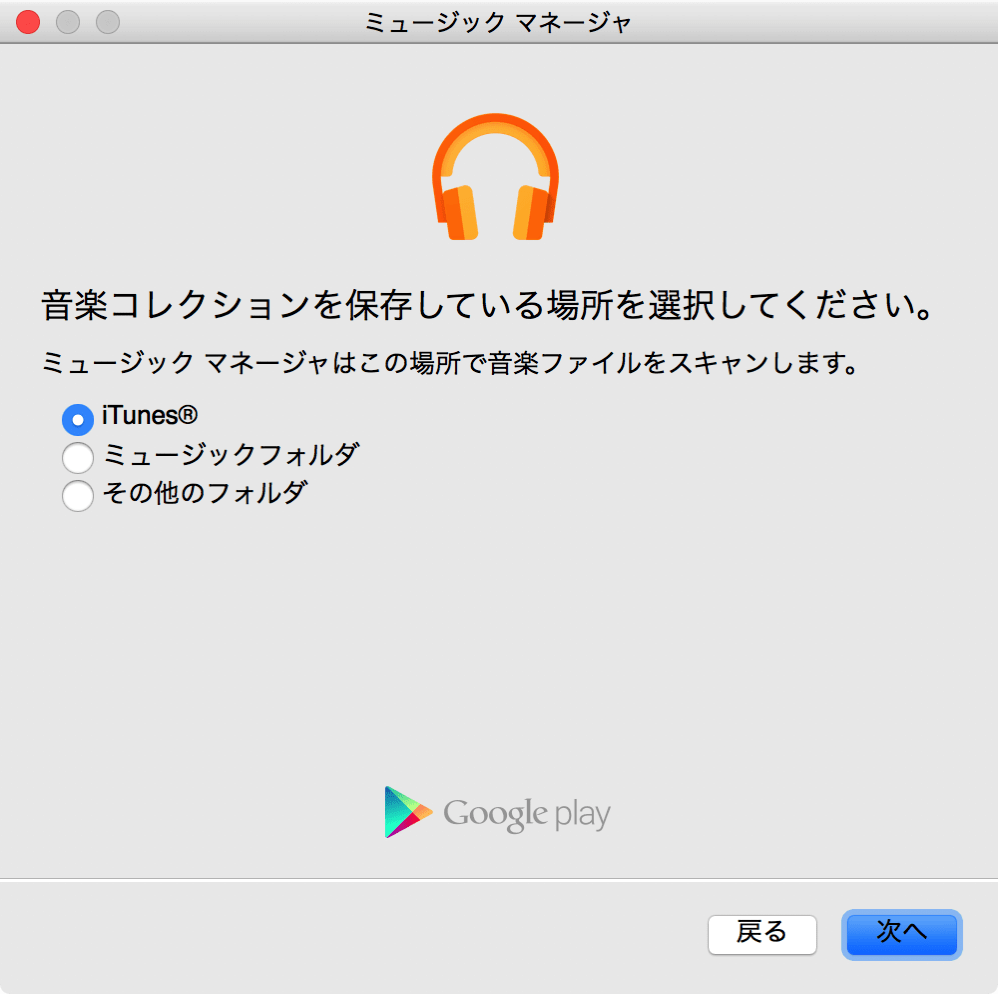 ミュージック マネージャ
音楽コレクションを保存している場所を選択してください。
ミュージック マネージャはこの場所で音楽ファイルをスキャンします。
iTunes®
ミュージックフォルダ
その他のフォルダ
Google play
戻る
次へ